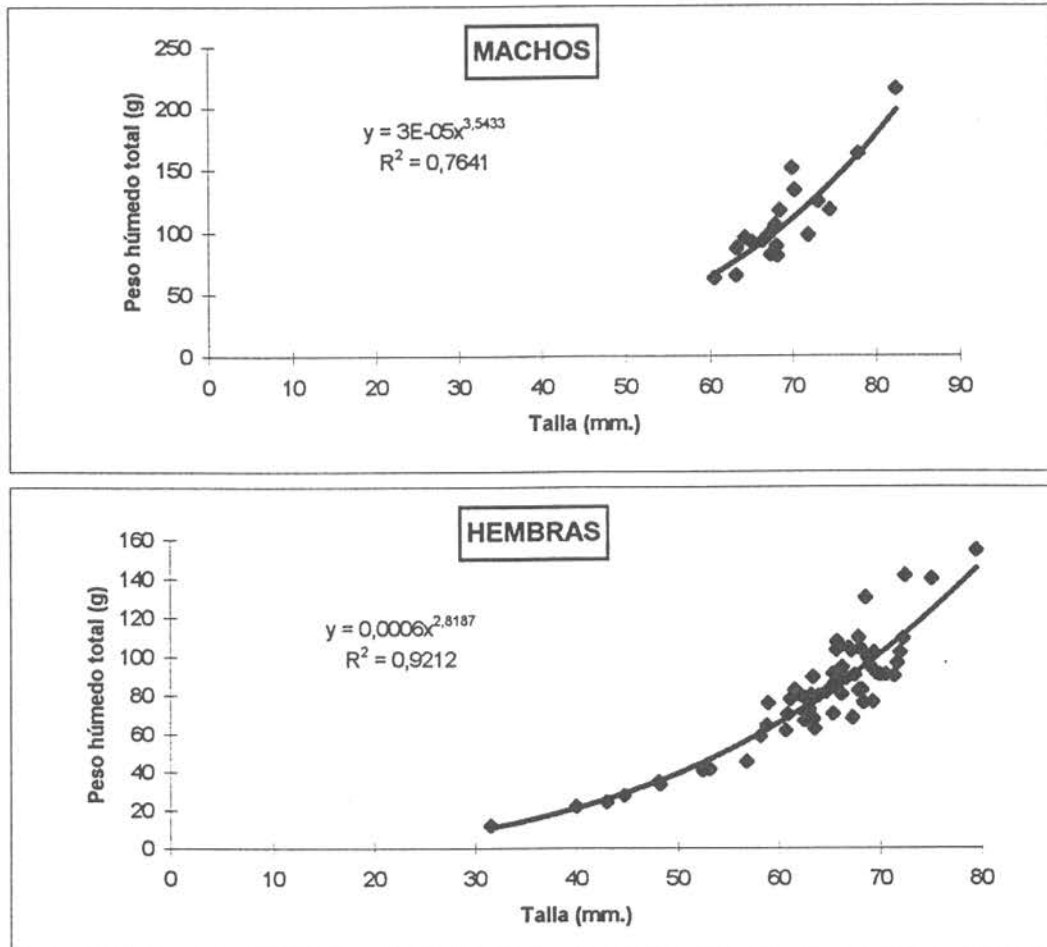 MACHOS
Peso húmedo total (g)
250
200
150
100
50
0
y = 3E-05x^3,5433
R² = 0,7641
0 10 20 30 40 50 60 70 80 90
Talla (mm.)
HEMBRAS
Peso húmedo total (g)
160
140
120
100
80
60
40
20
0
y = 0,0006x^2,8187
R² = 0,9212
0 10 20 30 40 50 60 70 80
Talla (mm.)